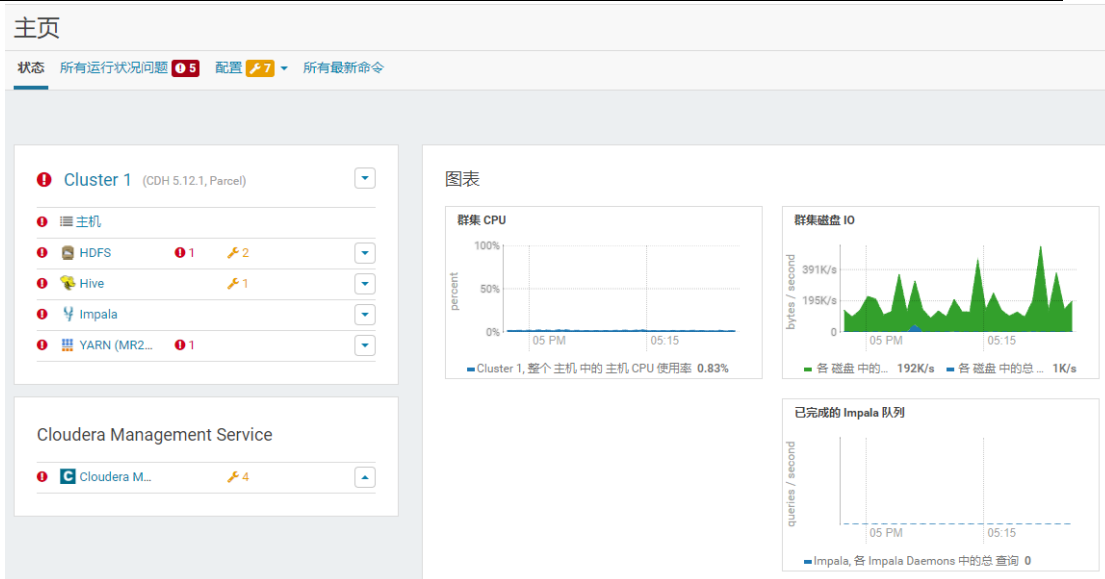 主页
状态 所有运行状况问题 5 配置 7 所有最新命令
Cluster 1 (CDH 5.12.1, Parcel)
主机
HDFS 1 2
Hive 1
Impala
YARN (MR2... 1
Cloudera Management Service
Cloudera M... 4
图表
群集 CPU
percent
100%
50%
0%
05 PM 05:15
Cluster 1, 整个 主机 中的 主机 CPU 使用率 0.83%
群集磁盘 IO
bytes / second
391K/s
195K/s
0
05 PM 05:15
各 磁盘 中的... 192K/s 各 磁盘 中的总 ... 1K/s
已完成的 Impala 队列
queries / second
05 PM 05:15
Impala, 各 Impala Daemons 中的总 查询 0